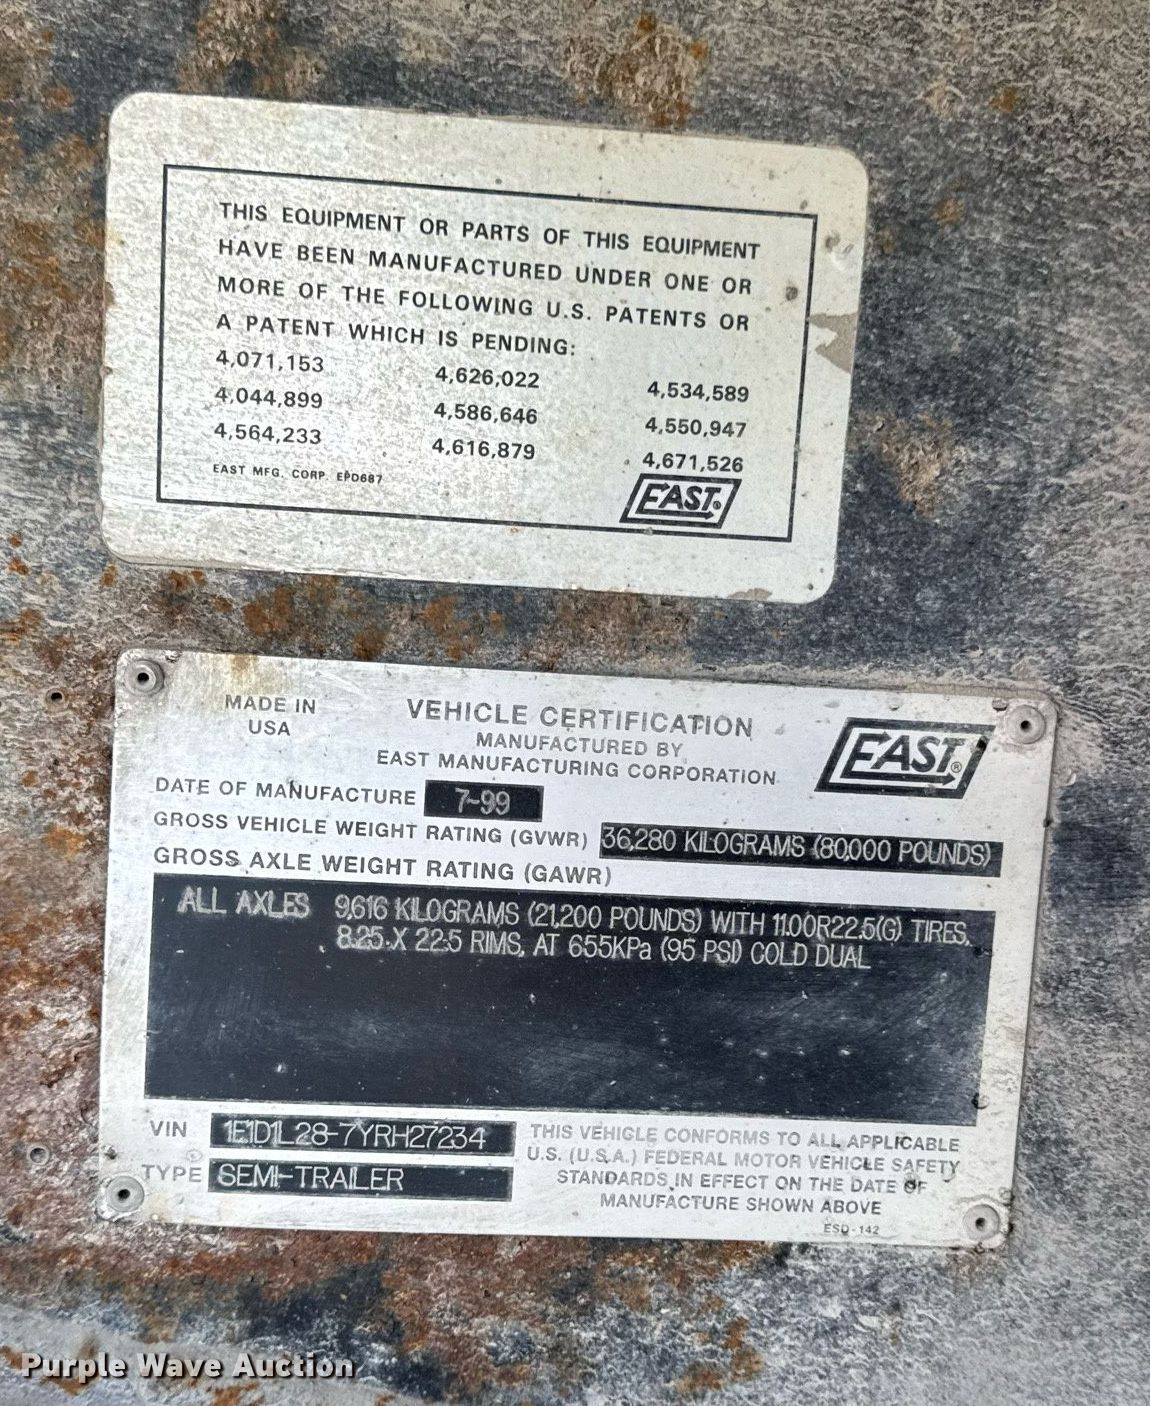 THIS EQUIPMENT OR PARTS OF THIS EQUIPMENT
HAVE BEEN MANUFACTURED UNDER ONE OR
MORE OF THE FOLLOWING U.S. PATENTS OR
A PATENT WHICH IS PENDING:
4,071,153 4,626,022 4,534,589
4,044,899 4,586,646 4,550,947
4,564,233 4,616,879 4,671,526
EAST MFG. CORP. EPD687
EAST®
MADE IN
USA
VEHICLE CERTIFICATION
MANUFACTURED BY
EAST MANUFACTURING CORPORATION
EAST®
DATE OF MANUFACTURE 7-99
GROSS VEHICLE WEIGHT RATING (GVWR) 36,280 KILOGRAMS (80,000 POUNDS)
GROSS AXLE WEIGHT RATING (GAWR)
ALL AXLES 9,616 KILOGRAMS (21,200 POUNDS) WITH 11.00R22.5(G) TIRES,
8.25 X 22.5 RIMS, AT 655KPa (95 PSI) COLD DUAL
VIN 1E1D1L28-7YRH27234
TYPE SEMI-TRAILER
THIS VEHICLE CONFORMS TO ALL APPLICABLE
U.S. (U.S.A.) FEDERAL MOTOR VEHICLE SAFETY
STANDARDS IN EFFECT ON THE DATE OF
MANUFACTURE SHOWN ABOVE
ESD-142
Purple Wave Auction